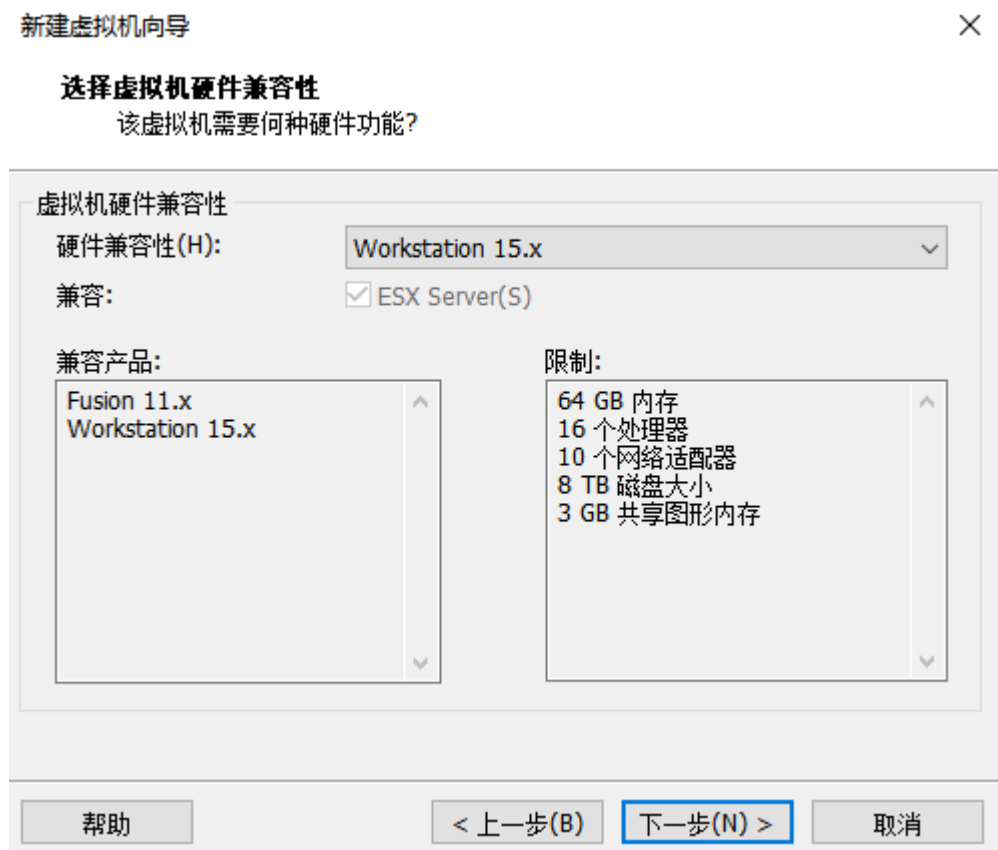 新建虚拟机向导
选择虚拟机硬件兼容性
该虚拟机需要何种硬件功能?
虚拟机硬件兼容性
硬件兼容性(H):
Workstation 15.x
兼容:
ESX Server(S)
兼容产品:
Fusion 11.x
Workstation 15.x
限制:
64 GB 内存
16 个处理器
10 个网络适配器
8 TB 磁盘大小
3 GB 共享图形内存
帮助
< 上一步(B)
下一步(N) >
取消